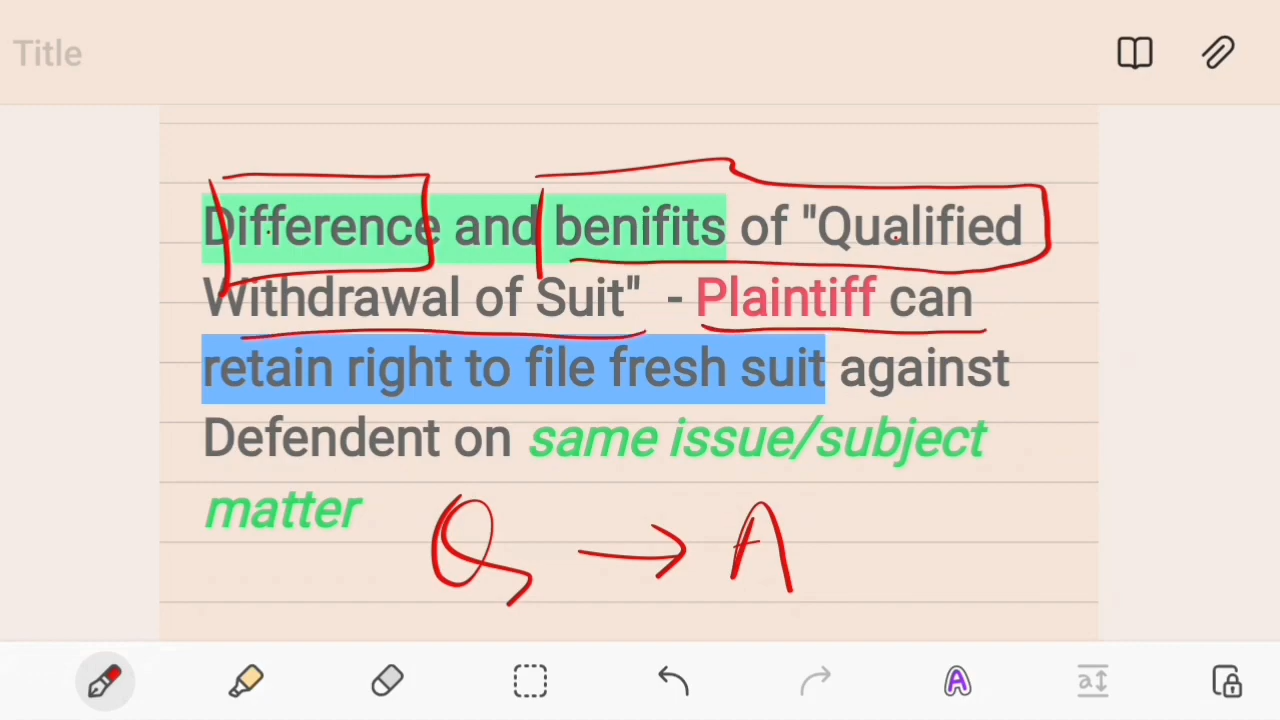 Title
Difference and benifits of "Qualified
Withdrawal of Suit" - Plaintiff can
retain right to file fresh suit against
Defendent on same issue/subject
matter
Q → A